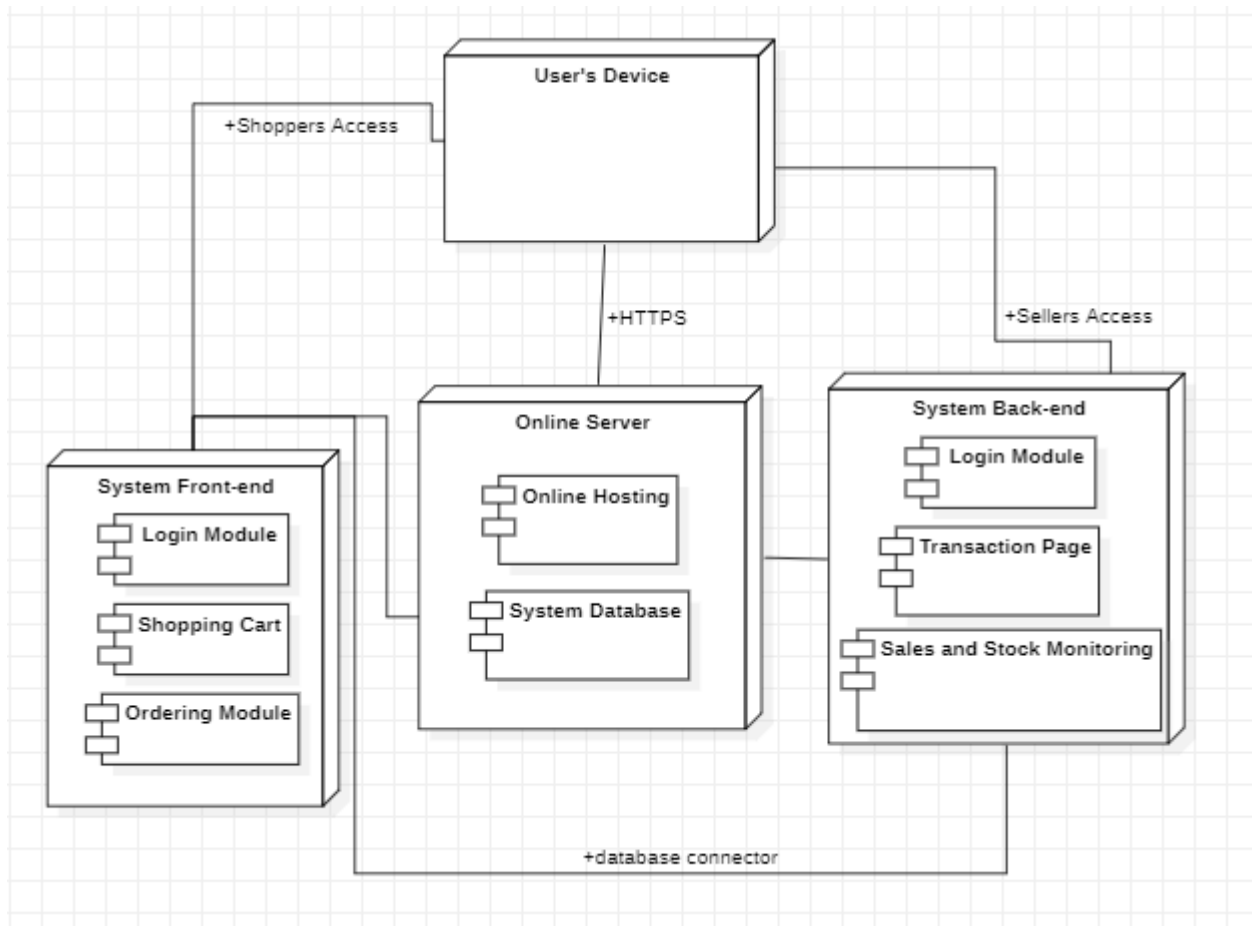 User's Device
+Shoppers Access
+HTTPS
+Sellers Access
System Front-end
Login Module
Shopping Cart
Ordering Module
Online Server
Online Hosting
System Database
System Back-end
Login Module
Transaction Page
Sales and Stock Monitoring
+database connector